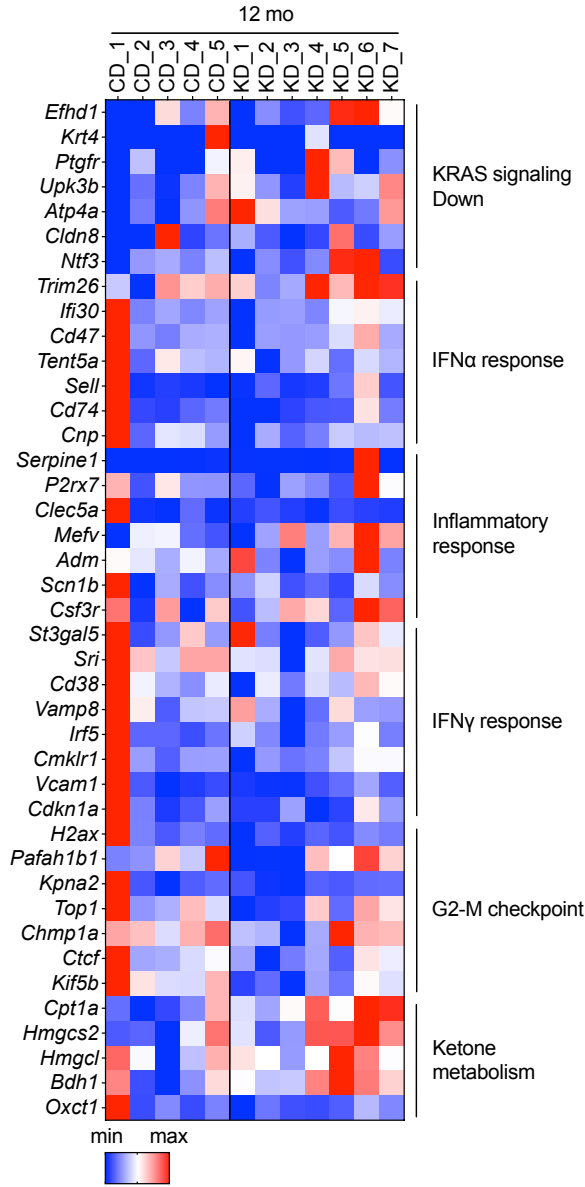 12 mo
CD_1 CD_2 CD_3 CD_4 CD_5 KD_1 KD_2 KD_3 KD_4 KD_5 KD_6 KD_7
Efhd1
Krt4
Ptgfr
Upk3b
Atp4a
Cldn8
Ntf3
KRAS signaling
Down
Trim26
Ifi30
Cd47
Tent5a
Sell
Cd74
Cnp
IFNα response
Serpine1
P2rx7
Clec5a
Mefv
Adm
Scn1b
Csf3r
Inflammatory
response
St3gal5
Sri
Cd38
Vamp8
Irf5
Cmklr1
Vcam1
Cdkn1a
IFNγ response
H2ax
Pafah1b1
Kpna2
Top1
Chmp1a
Ctcf
Kif5b
G2-M checkpoint
Cpt1a
Hmgcs2
Hmgcl
Bdh1
Oxct1
Ketone
metabolism
min max